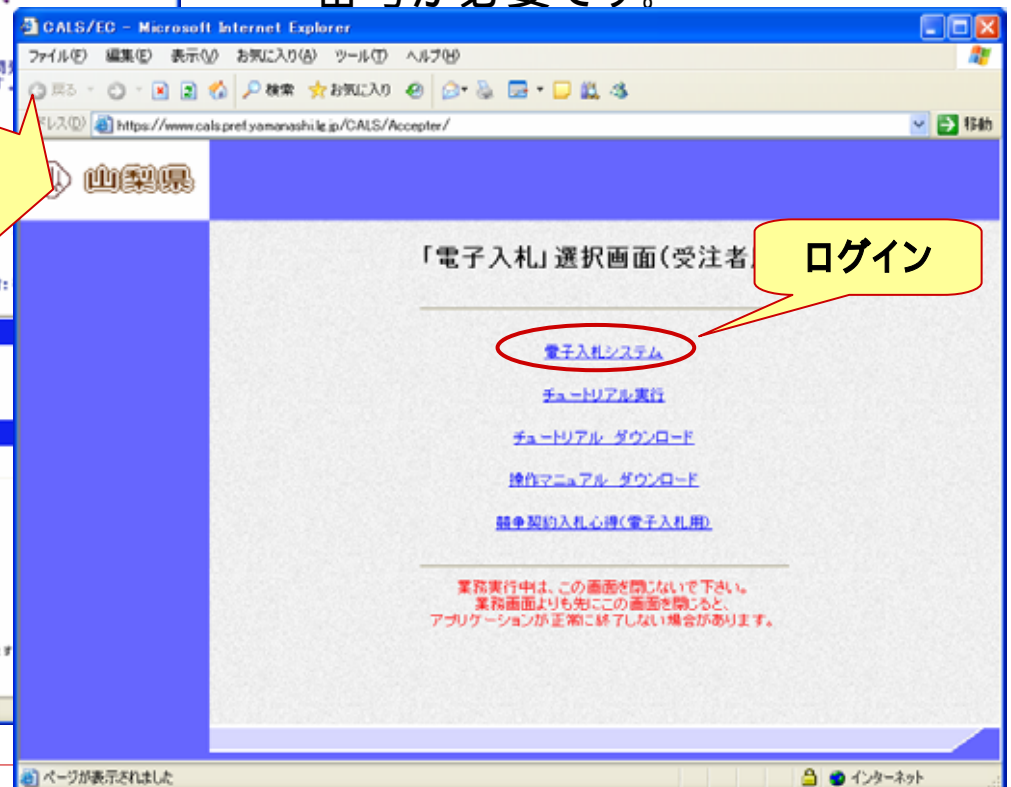 番号が必要です。
CALS/EC - Microsoft Internet Explorer
ファイル(F) 編集(E) 表示(V) お気に入り(A) ツール(T) ヘルプ(H)
戻る 検索 お気に入り
ドレス(D) https://www.cals.pref.yamanashi.lg.jp/CALS/Accepter/ 移動
山梨県
「電子入札」選択画面(受注者
ログイン
電子入札システム
チュートリアル実行
チュートリアル ダウンロード
操作マニュアル ダウンロード
競争契約入札心得(電子入札用)
業務実行中は、この画面を閉じないで下さい。
業務画面よりも先にこの画面を閉じると、
アプリケーションが正常に終了しない場合があります。
ページが表示されました インターネット